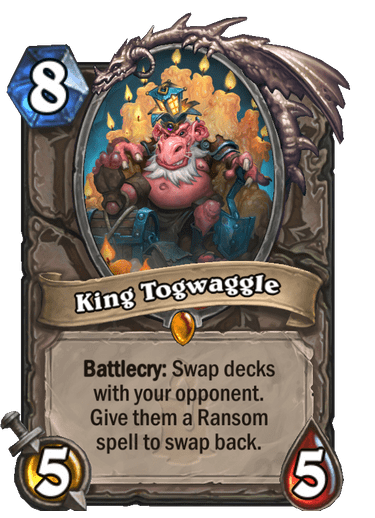 8
King Togwaggle
Battlecry: Swap decks
with your opponent.
Give them a Ransom
spell to swap back.
5
5